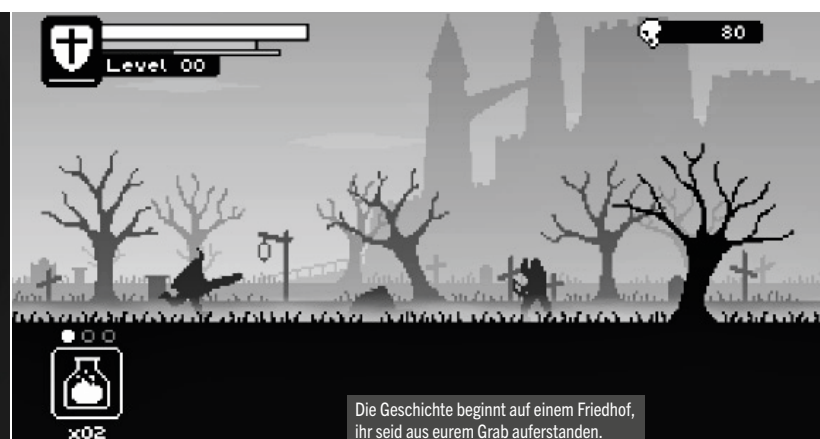 Level 00
80
x02
Die Geschichte beginnt auf einem Friedhof,
ihr seid aus eurem Grab auferstanden.